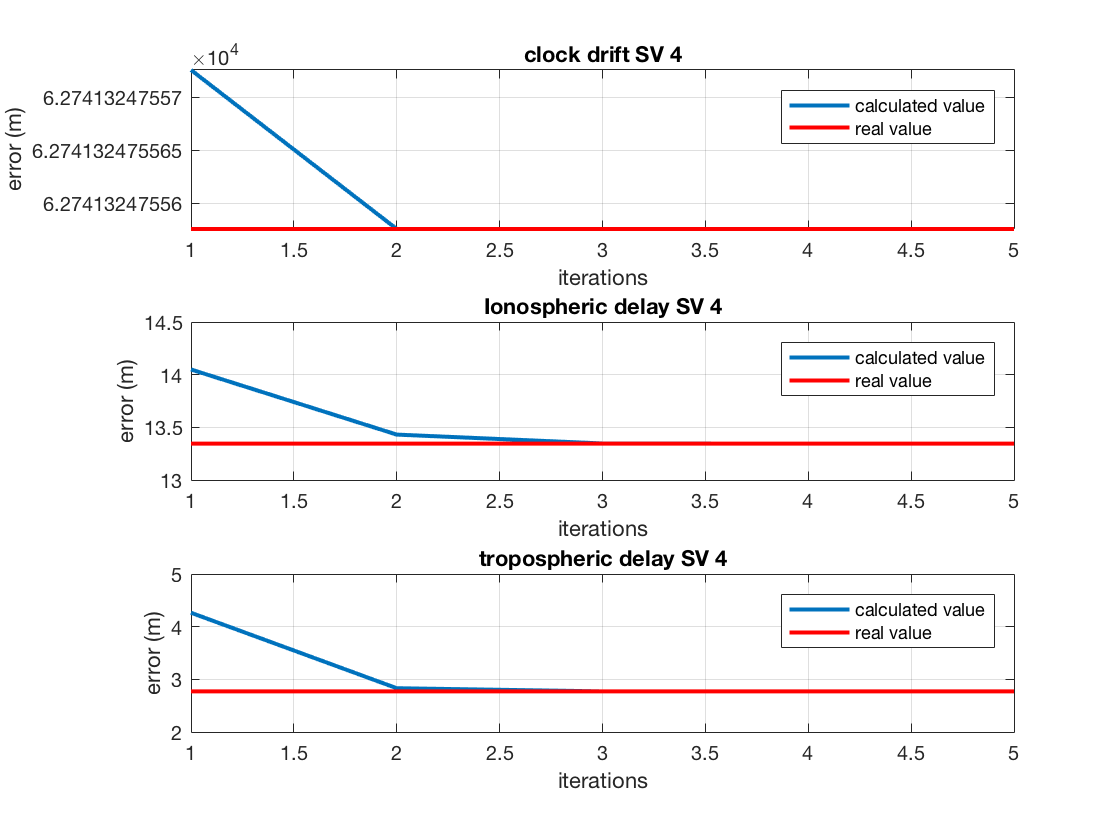 clock drift SV 4
×10⁴
6.27413247557
6.274132475565
6.27413247556
error (m)
calculated value
real value
1 1.5 2 2.5 3 3.5 4 4.5 5
iterations
Ionospheric delay SV 4
14.5
14
13.5
13
error (m)
calculated value
real value
1 1.5 2 2.5 3 3.5 4 4.5 5
iterations
tropospheric delay SV 4
5
4
3
2
error (m)
calculated value
real value
1 1.5 2 2.5 3 3.5 4 4.5 5
iterations